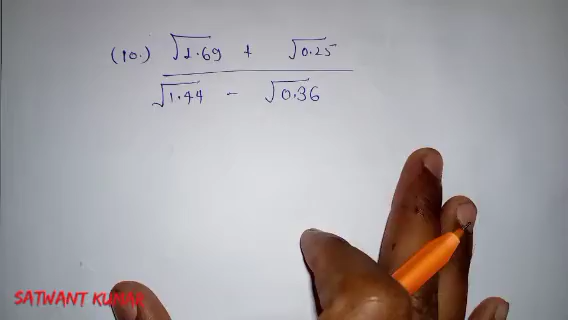 (10.) √1.69 + √0.25
√1.44 - √0.36
SATWANT KUMAR